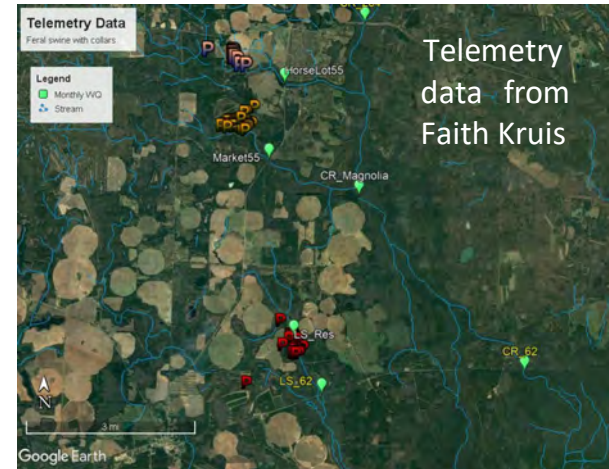 Telemetry Data
Feral swine with collars
Telemetry
data from
Faith Kruis
Legend
Monthly WQ
Stream
P
P P
HorseLot55
Market55
CR_Magnolia
LS_Res
CR_62
LS_62
N
3 mi
Google Earth